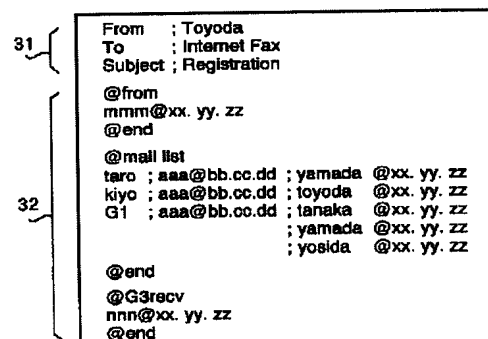 31
From ; Toyoda
To ; Internet Fax
Subject ; Registration
32
@from
mmm@xx. yy. zz
@end
@mail list
taro ; aaa@bb.cc.dd ; yamada @xx. yy. zz
kiyo ; aaa@bb.cc.dd ; toyoda @xx. yy. zz
G1 ; aaa@bb.cc.dd ; tanaka @xx. yy. zz
; yamada @xx. yy. zz
; yosida @xx. yy. zz
@end
@G3recv
nnn@xx. yy. zz
@end